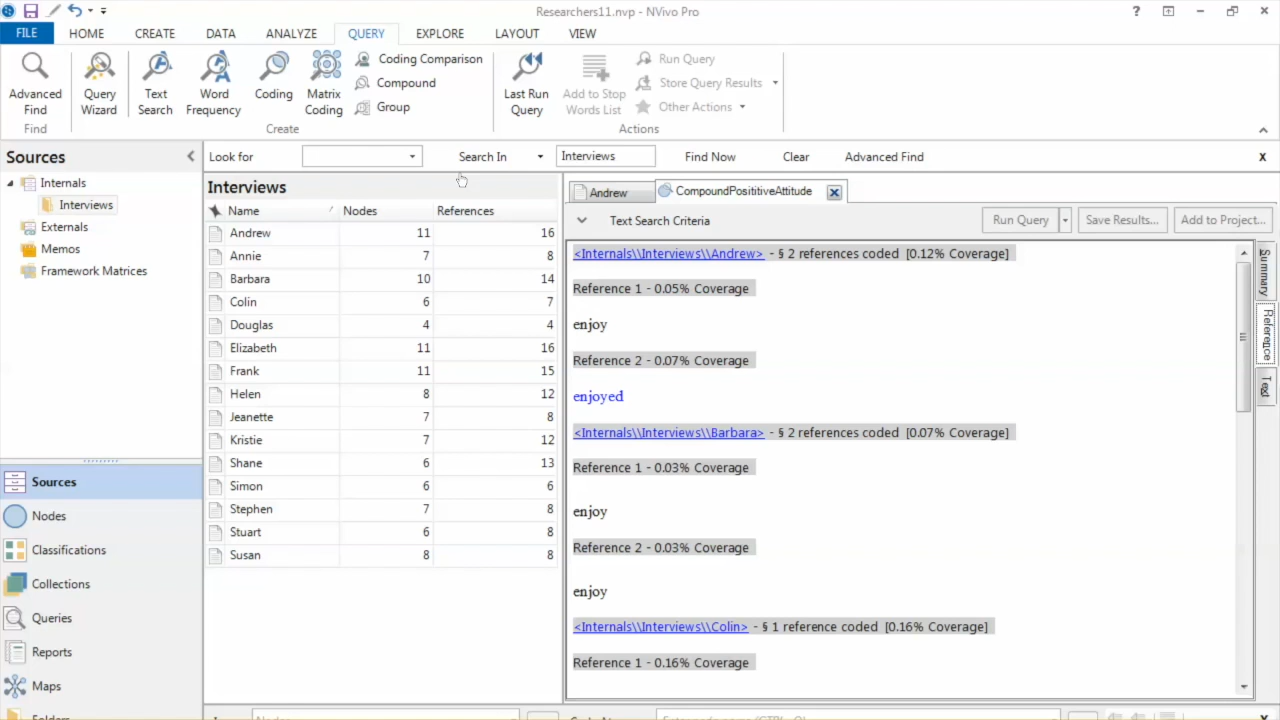 Researchers11.nvp - NVivo Pro
?
FILE HOME CREATE DATA ANALYZE QUERY EXPLORE LAYOUT VIEW
Advanced Find
Query Wizard
Text Search
Word Frequency
Coding
Matrix Coding
Coding Comparison
Compound
Group
Last Run Query
Add to Stop Words List
Run Query
Store Query Results
Other Actions
Find Create Actions
Sources
Look for Search In Interviews Find Now Clear Advanced Find x
Internals
Interviews
Externals
Memos
Framework Matrices
Sources
Nodes
Classifications
Collections
Queries
Reports
Maps
Folders
Interviews
Name Nodes References
Andrew 11 16
Annie 7 8
Barbara 10 14
Colin 6 7
Douglas 4 4
Elizabeth 11 16
Frank 11 15
Helen 8 12
Jeanette 7 8
Kristie 7 12
Shane 6 13
Simon 6 6
Stephen 7 8
Stuart 6 8
Susan 8 8
Andrew CompoundPosititiveAttitude
Text Search Criteria Run Query Save Results... Add to Project...
<Internals\\Interviews\\Andrew> - § 2 references coded [0.12% Coverage]
Reference 1 - 0.05% Coverage
enjoy
Reference 2 - 0.07% Coverage
enjoyed
<Internals\\Interviews\\Barbara> - § 2 references coded [0.07% Coverage]
Reference 1 - 0.03% Coverage
enjoy
Reference 2 - 0.03% Coverage
enjoy
<Internals\\Interviews\\Colin> - § 1 reference coded [0.16% Coverage]
Reference 1 - 0.16% Coverage
Summary
Reference
Text